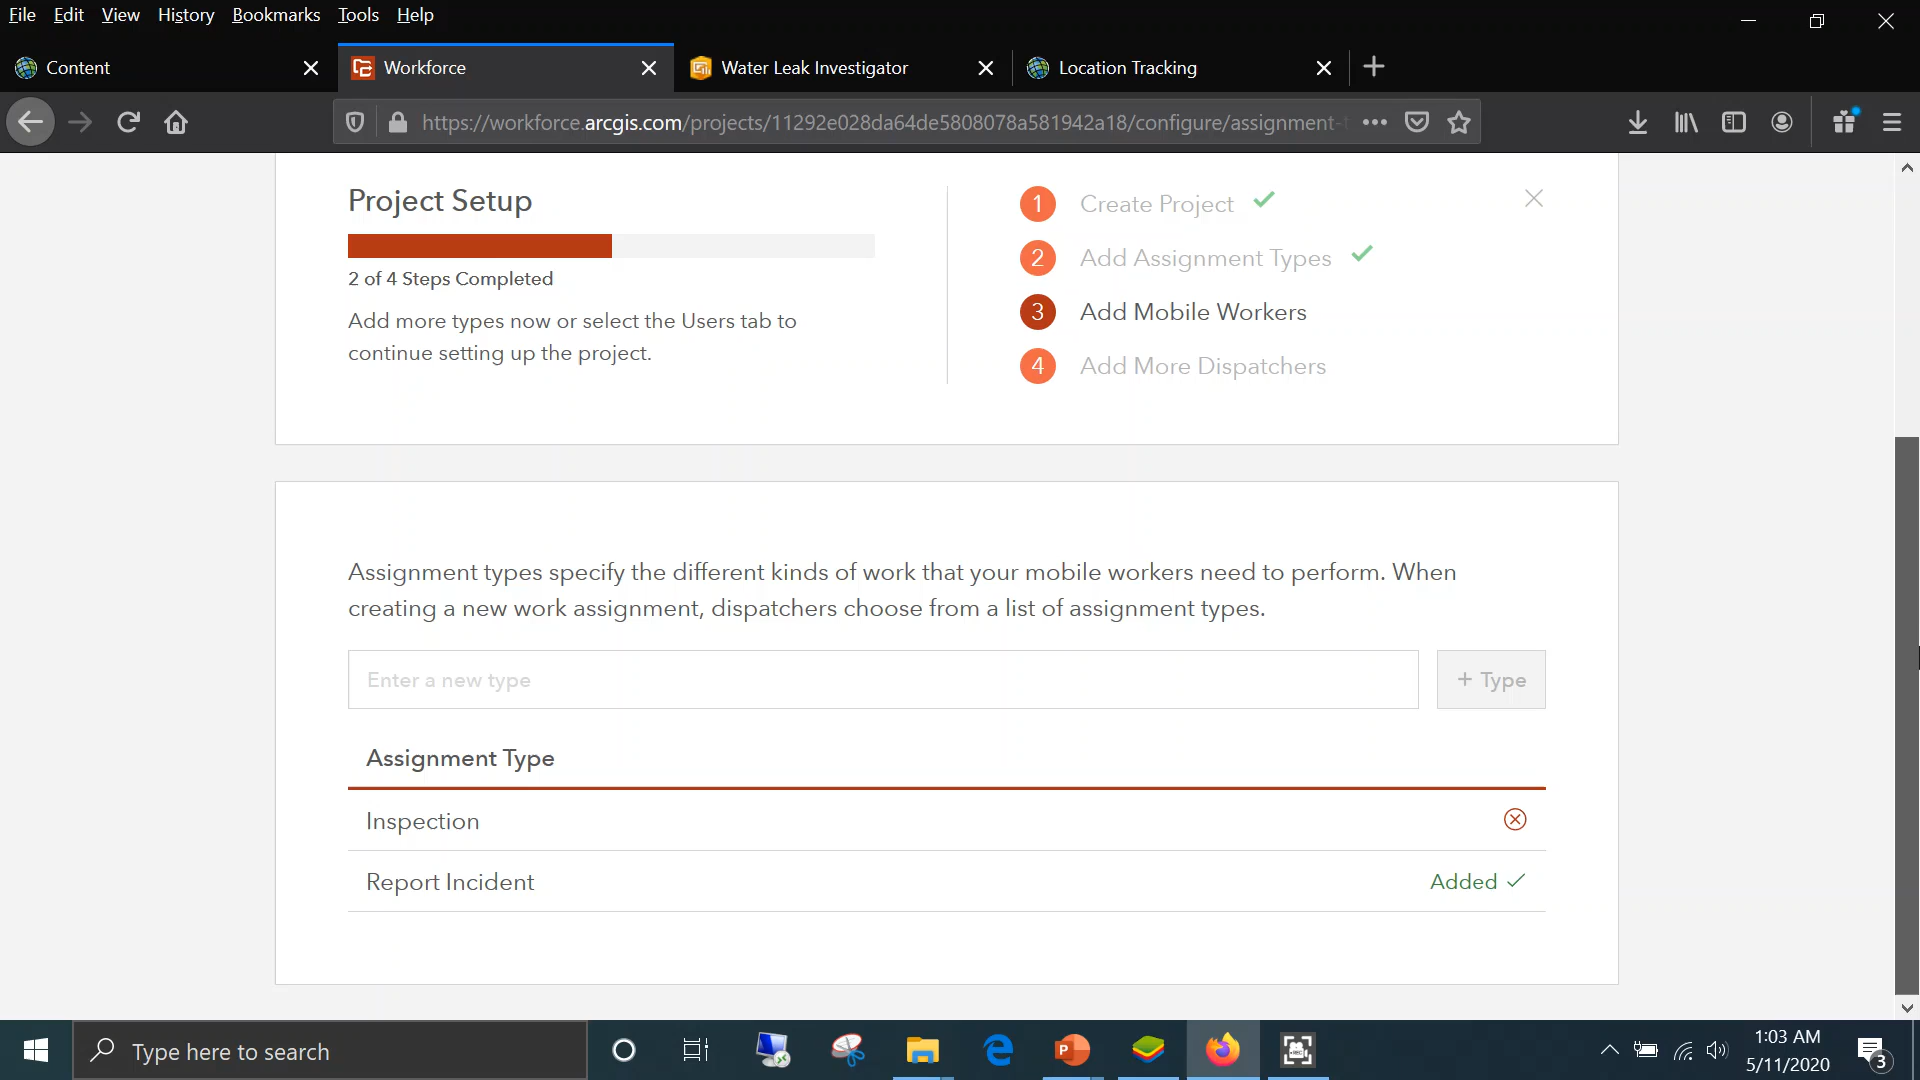 File Edit View History Bookmarks Tools Help
Content
Workforce
Water Leak Investigator
Location Tracking
https://workforce.arcgis.com/projects/11292e028da64de5808078a581942a18/configure/assignment-
Project Setup
2 of 4 Steps Completed
Add more types now or select the Users tab to
continue setting up the project.
1 Create Project
2 Add Assignment Types
3 Add Mobile Workers
4 Add More Dispatchers
Assignment types specify the different kinds of work that your mobile workers need to perform. When
creating a new work assignment, dispatchers choose from a list of assignment types.
Enter a new type
+ Type
Assignment Type
Inspection
Report Incident
Added
Type here to search
1:03 AM
5/11/2020
3